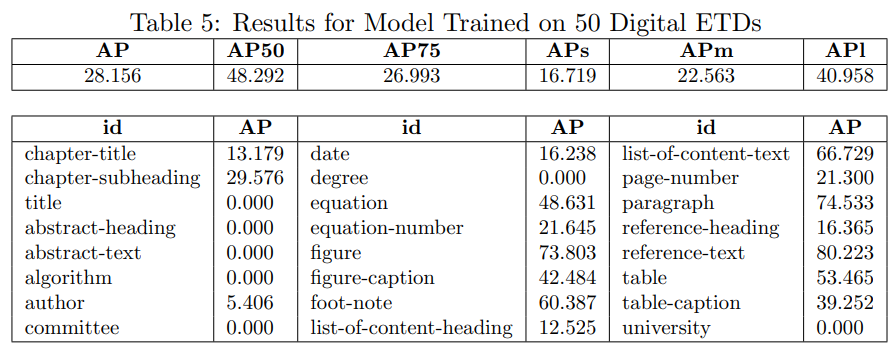 Table 5: Results for Model Trained on 50 Digital ETDs
AP AP50 AP75 APs APm APl
28.156 48.292 26.993 16.719 22.563 40.958
id AP id AP id AP
chapter-title 13.179 date 16.238 list-of-content-text 66.729
chapter-subheading 29.576 degree 0.000 page-number 21.300
title 0.000 equation 48.631 paragraph 74.533
abstract-heading 0.000 equation-number 21.645 reference-heading 16.365
abstract-text 0.000 figure 73.803 reference-text 80.223
algorithm 0.000 figure-caption 42.484 table 53.465
author 5.406 foot-note 60.387 table-caption 39.252
committee 0.000 list-of-content-heading 12.525 university 0.000